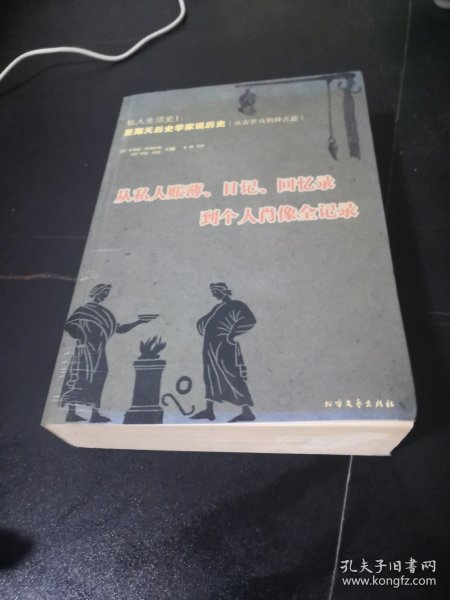 私人生活史1
星期天历史学家说历史（从古罗马到拜占庭）
从私人账簿、日记、回忆录
到个人肖像全记录
北方文艺出版社
孔夫子旧书网
www.kongfz.com